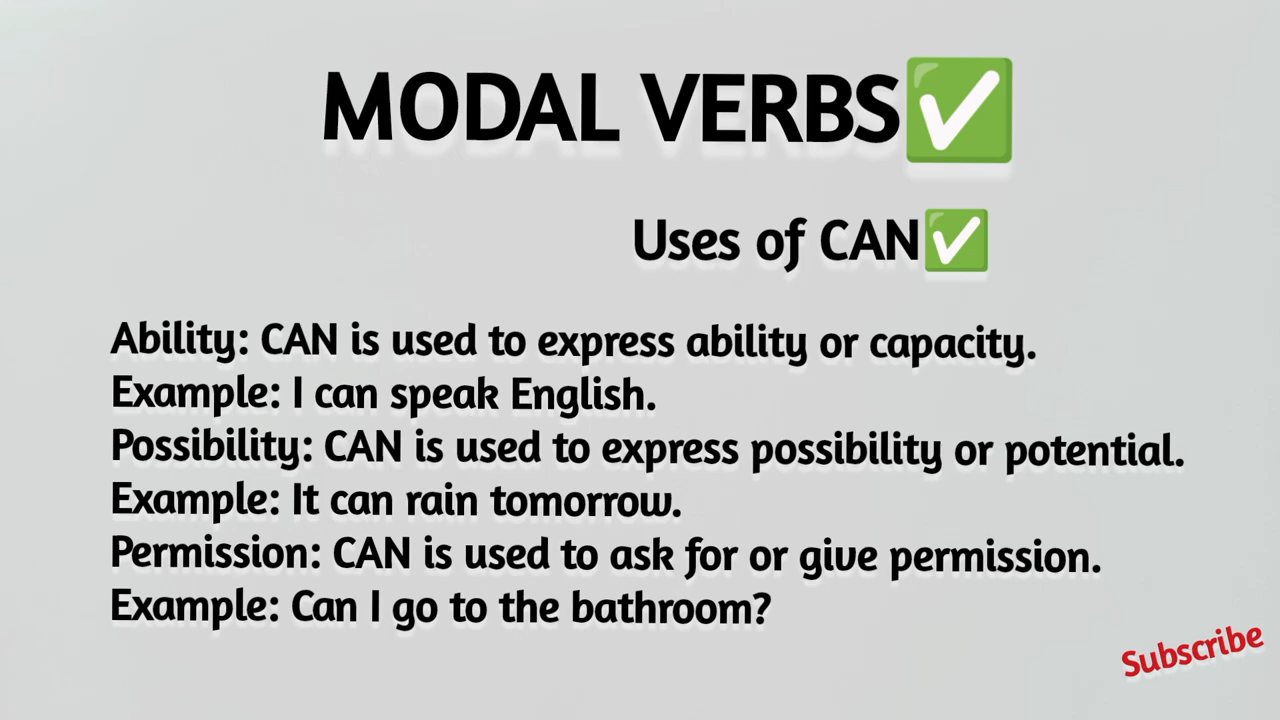 MODAL VERBS✅
Uses of CAN✅
Ability: CAN is used to express ability or capacity.
Example: I can speak English.
Possibility: CAN is used to express possibility or potential.
Example: It can rain tomorrow.
Permission: CAN is used to ask for or give permission.
Example: Can I go to the bathroom?
Subscribe